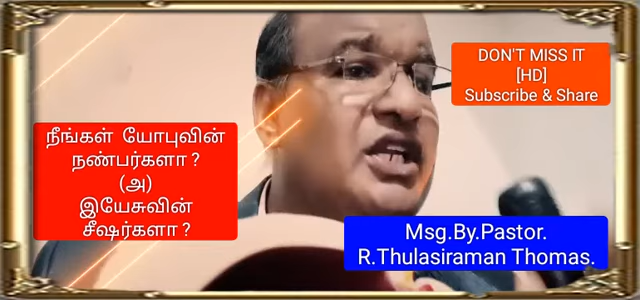 DON'T MISS IT
[HD]
Subscribe & Share
நீங்கள் யோபுவின்
நண்பர்களா ?
(அ)
இயேசுவின்
சீஷர்களா ?
Msg.By.Pastor.
R.Thulasiraman Thomas.